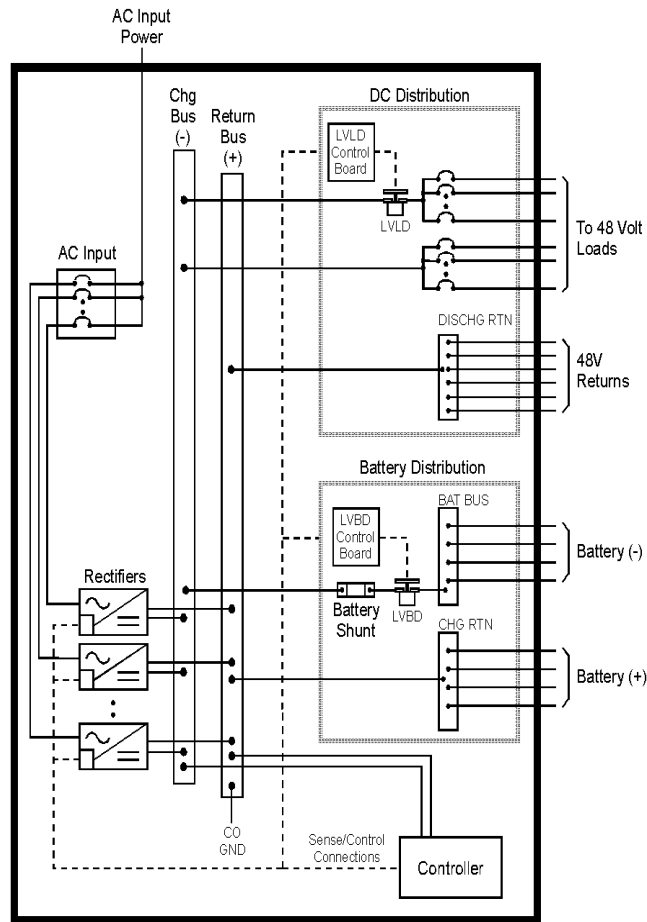 AC Input
Power
Chg
Bus
(-)
Return
Bus
(+)
DC Distribution
LVLD
Control
Board
LVLD
To 48 Volt
Loads
AC Input
DISCHG RTN
48V
Returns
Battery Distribution
BAT BUS
LVBD
Control
Board
Battery (-)
Rectifiers
Battery
Shunt
LVBD
CHG RTN
Battery (+)
CO
GND
Sense/Control
Connections
Controller